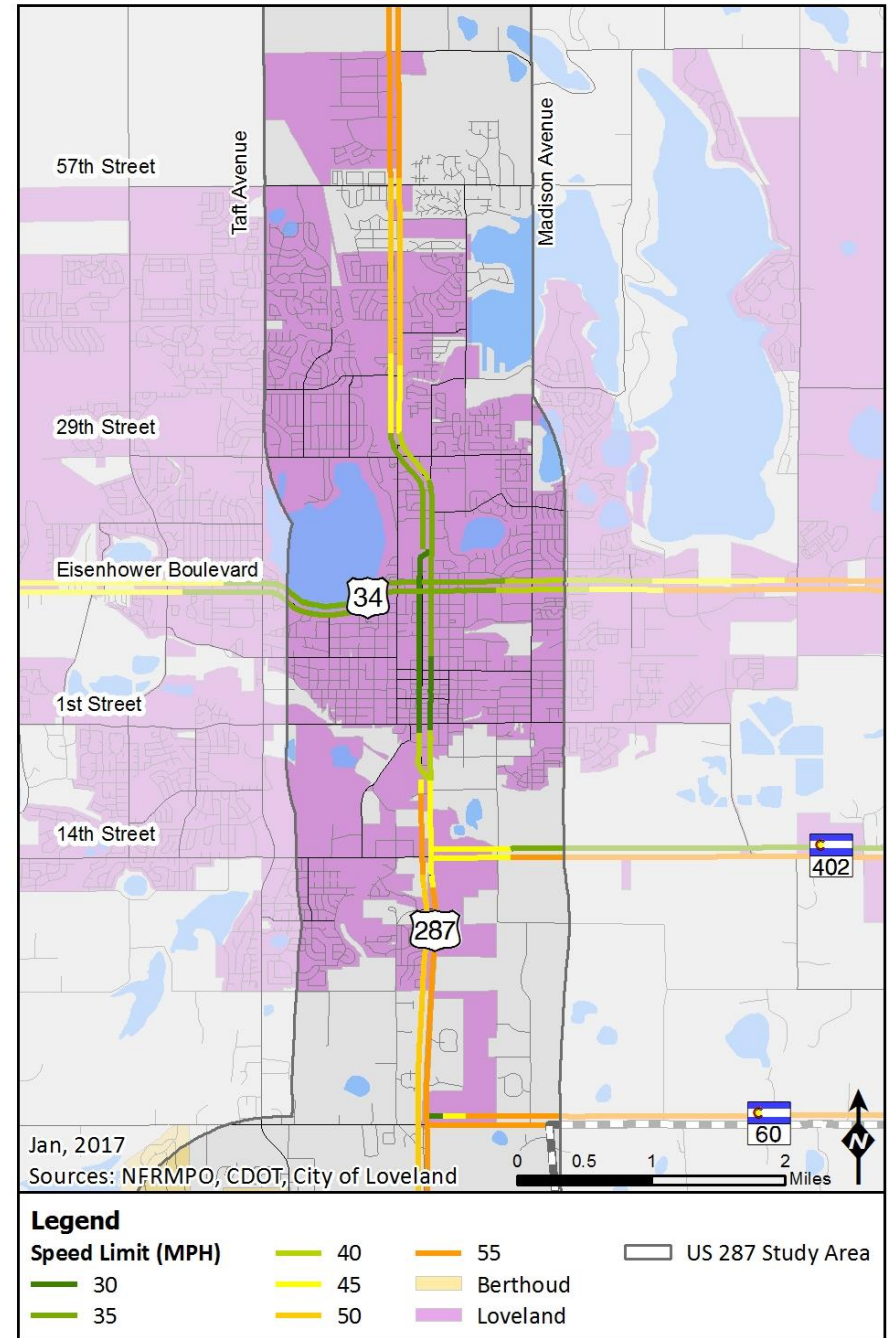 57th Street
Taft Avenue
Madison Avenue
29th Street
Eisenhower Boulevard
34
1st Street
14th Street
402
287
60
N
Jan, 2017
Sources: NFRMPO, CDOT, City of Loveland
0 0.5 1 2
Miles
Legend
Speed Limit (MPH)
30
35
40
45
50
55
Berthoud
Loveland
US 287 Study Area